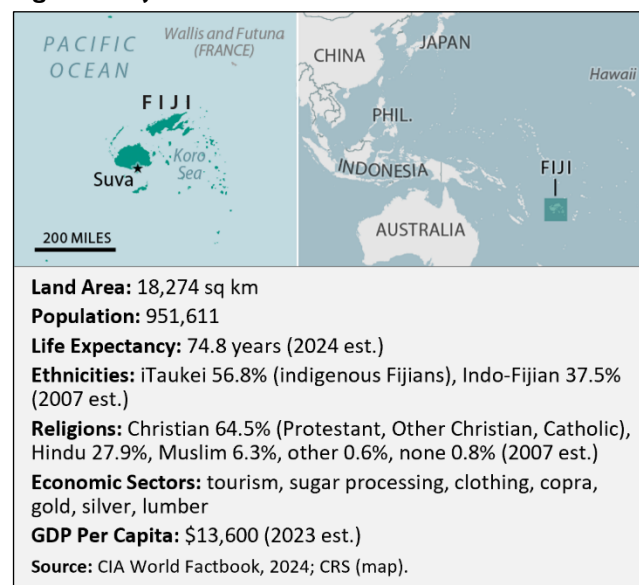 PACIFIC
OCEAN
Wallis and Futuna
(FRANCE)
FIJI
Koro
Sea
Suva
200 MILES
CHINA
JAPAN
Hawaii
PHIL.
INDONESIA
FIJI
AUSTRALIA
Land Area: 18,274 sq km
Population: 951,611
Life Expectancy: 74.8 years (2024 est.)
Ethnicities: iTaukei 56.8% (indigenous Fijians), Indo-Fijian 37.5%
(2007 est.)
Religions: Christian 64.5% (Protestant, Other Christian, Catholic),
Hindu 27.9%, Muslim 6.3%, other 0.6%, none 0.8% (2007 est.)
Economic Sectors: tourism, sugar processing, clothing, copra,
gold, silver, lumber
GDP Per Capita: $13,600 (2023 est.)
Source: CIA World Factbook, 2024; CRS (map).